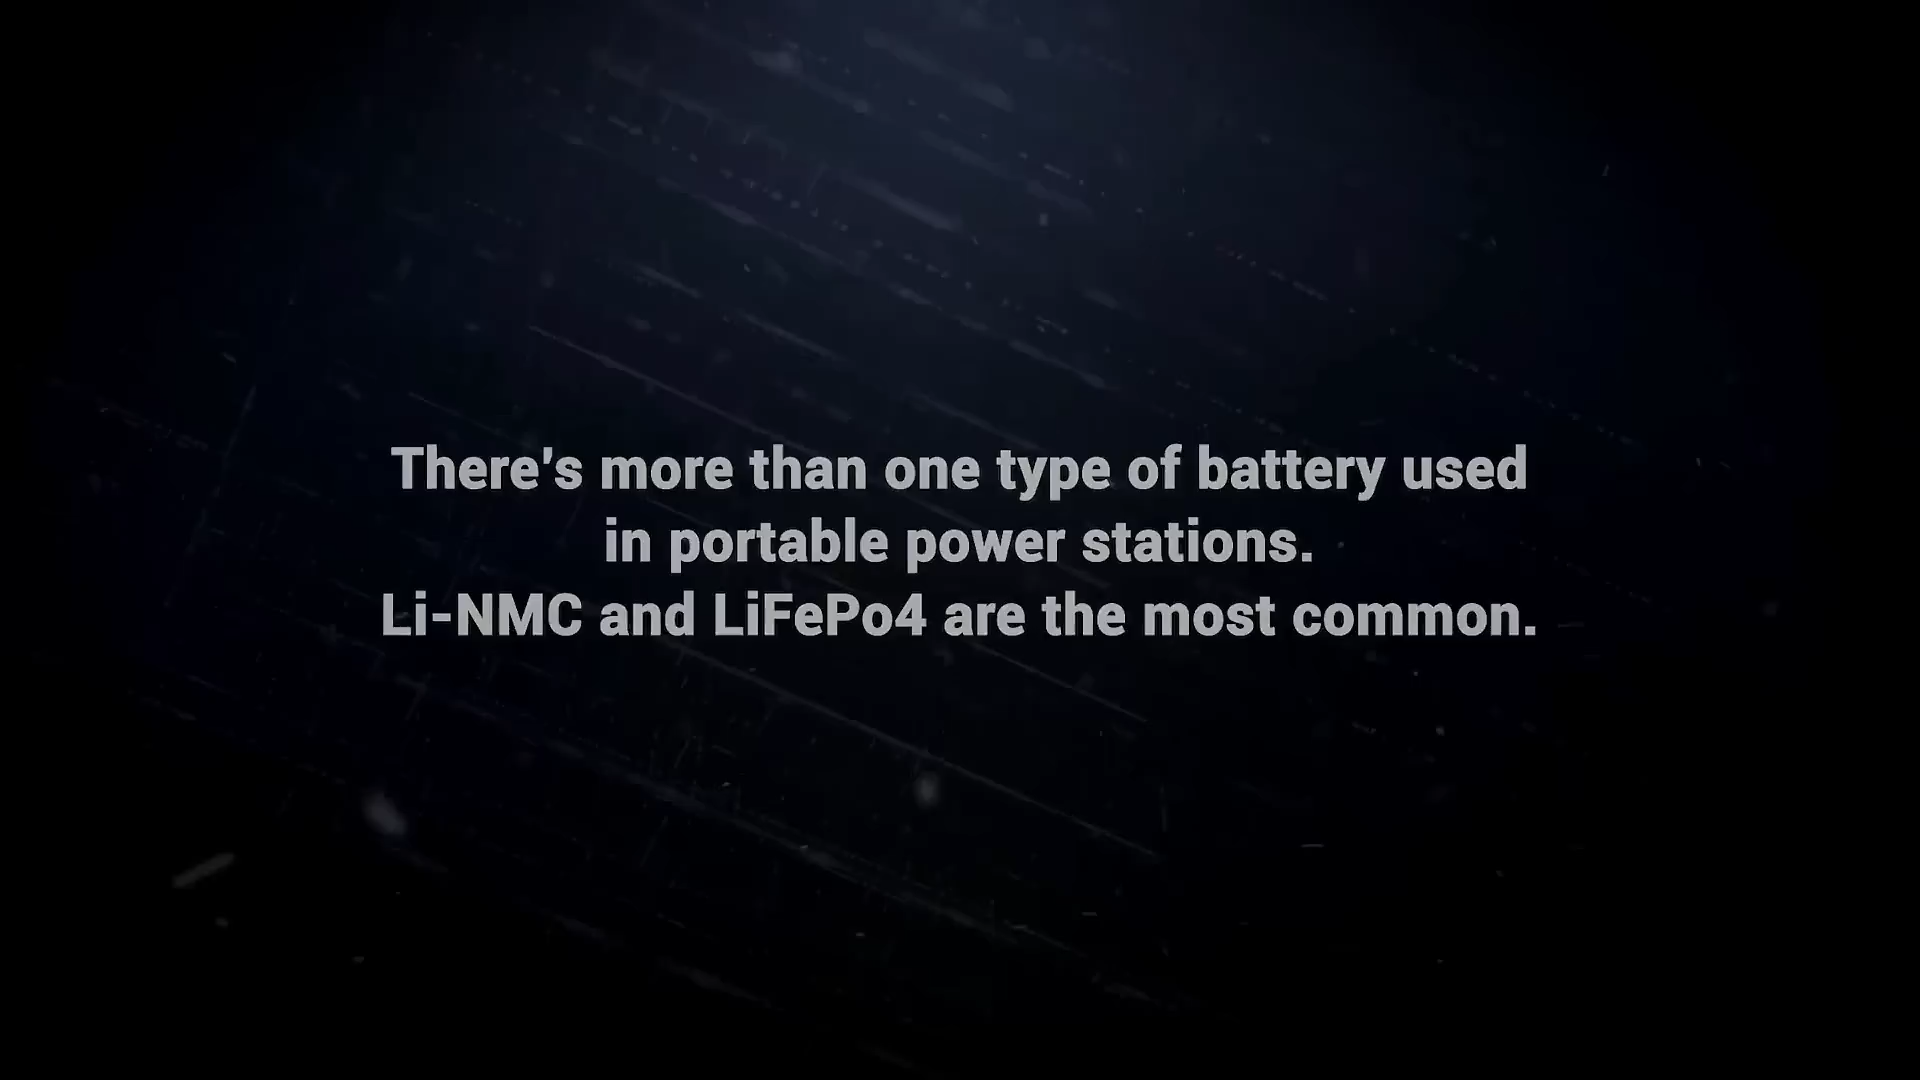 There's more than one type of battery used
in portable power stations.
Li-NMC and LiFePo4 are the most common.